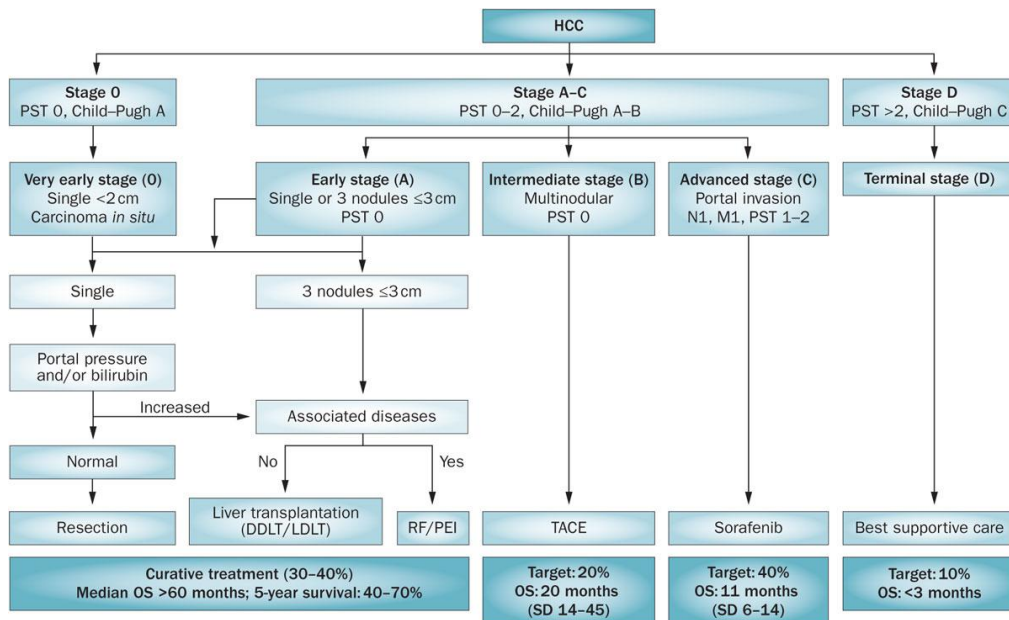 HCC
Stage 0
PST 0, Child–Pugh A
Stage A–C
PST 0–2, Child–Pugh A–B
Stage D
PST >2, Child–Pugh C
Very early stage (0)
Single <2 cm
Carcinoma in situ
Early stage (A)
Single or 3 nodules ≤3 cm
PST 0
Intermediate stage (B)
Multinodular
PST 0
Advanced stage (C)
Portal invasion
N1, M1, PST 1–2
Terminal stage (D)
Single
3 nodules ≤3 cm
Portal pressure
and/or bilirubin
Increased
Associated diseases
Normal
No
Yes
Resection
Liver transplantation
(DDLT/LDLT)
RF/PEI
TACE
Sorafenib
Best supportive care
Curative treatment (30–40%)
Median OS >60 months; 5-year survival: 40–70%
Target: 20%
OS: 20 months
(SD 14–45)
Target: 40%
OS: 11 months
(SD 6–14)
Target: 10%
OS: <3 months